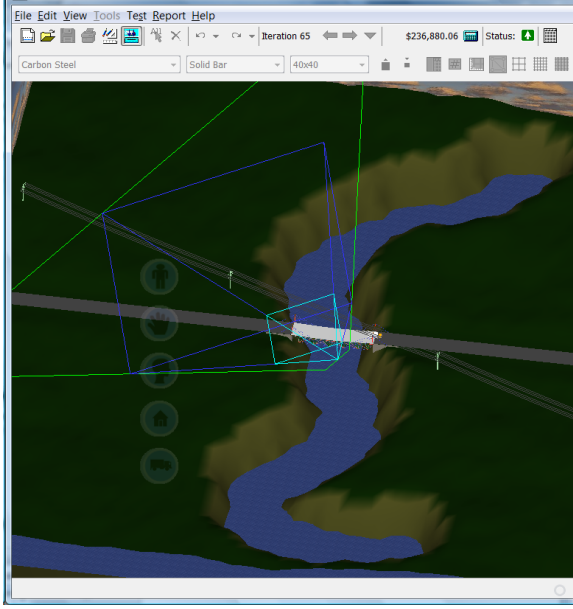 File Edit View Tools Test Report Help
Iteration 65 $236,880.06 Status:
Carbon Steel Solid Bar 40x40